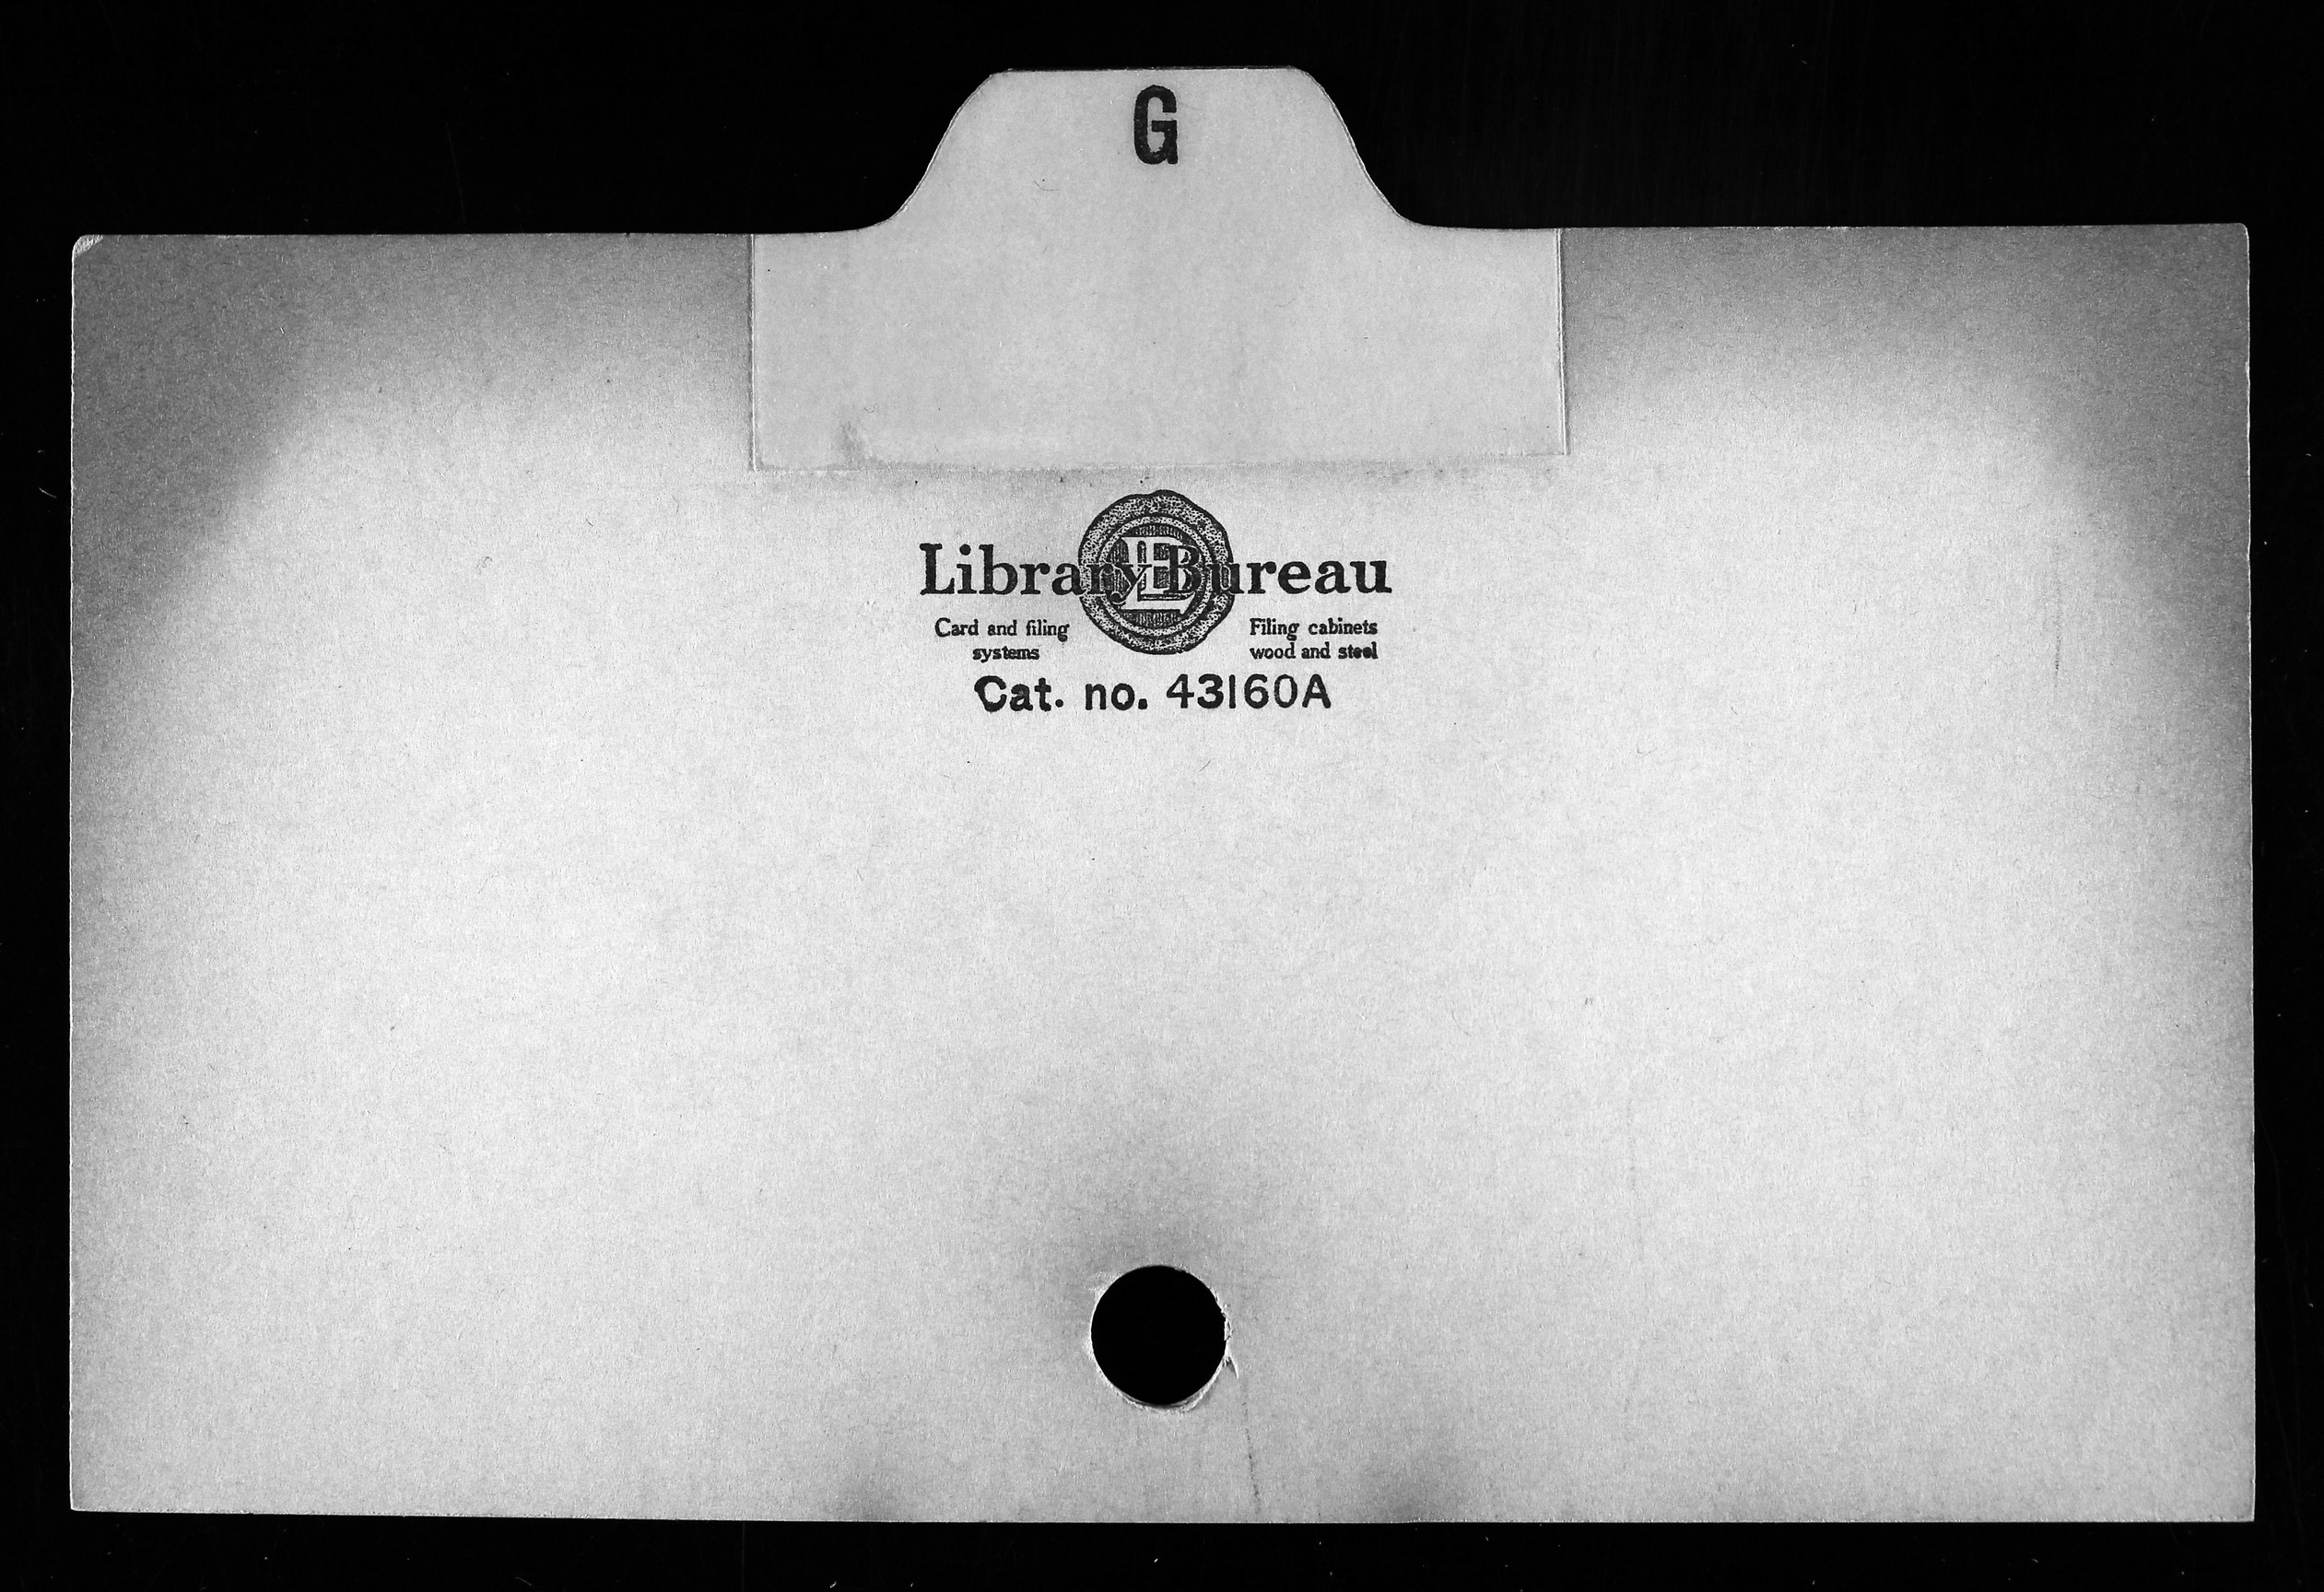 G
Library Bureau
Card and filing systems
Filing cabinets wood and steel
Cat. no. 43160A